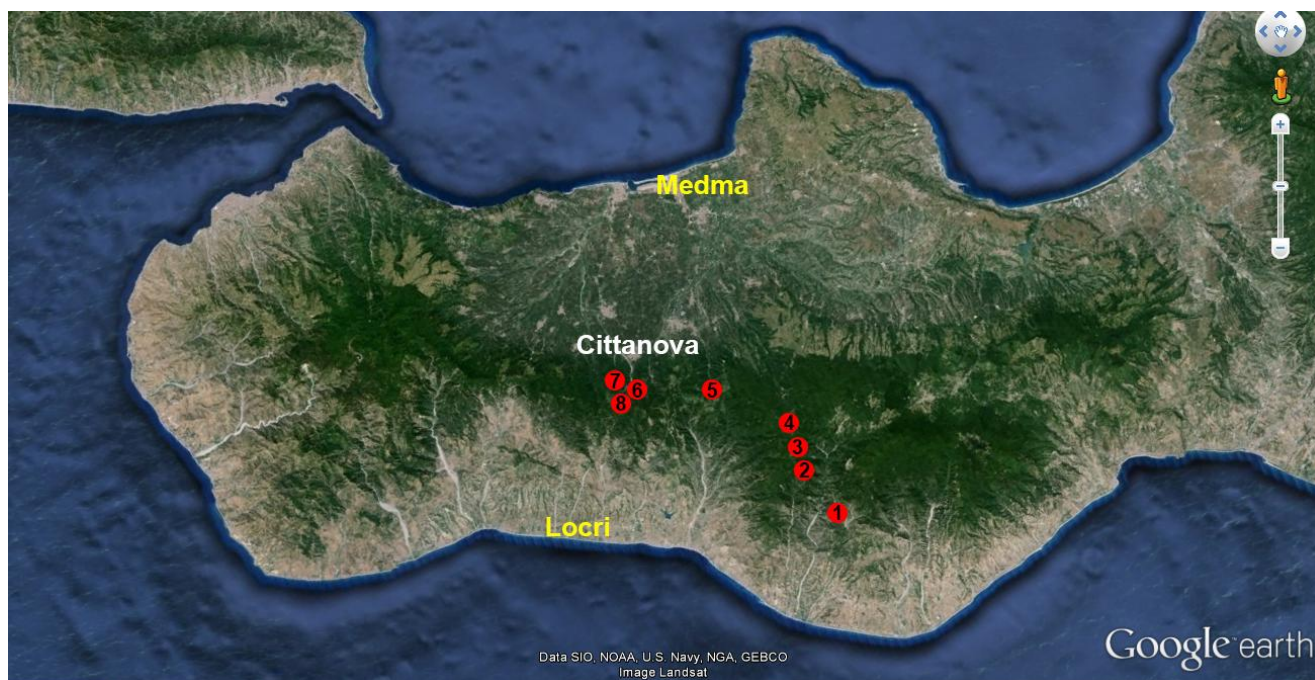 Medma
Cittanova
7
6
5
8
4
3
2
1
Locri
Data SIO, NOAA, U.S. Navy, NGA, GEBCO
Image Landsat
Google earth